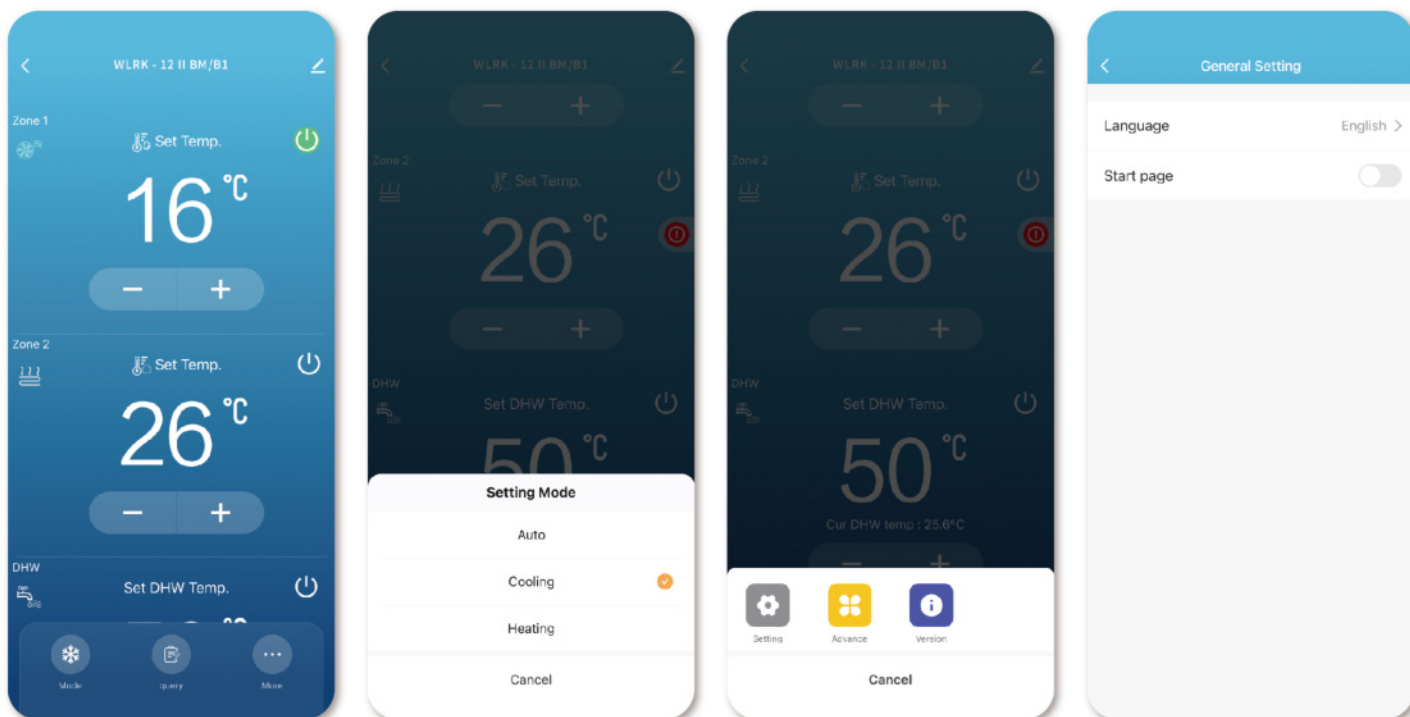 WLRK - 12 II BM/B1
Zone 1
Set Temp.
16 °C
− +
Zone 2
Set Temp.
26 °C
− +
DHW
Set DHW Temp.
°C
Mode query More
WLRK - 12 II BM/B1
− +
Zone 2
Set Temp.
26 °C
− +
DHW
Set DHW Temp.
50 °C
Setting Mode
Auto
Cooling
Heating
Cancel
WLRK - 12 II BM/B1
− +
Zone 2
Set Temp.
26 °C
− +
DHW
Set DHW Temp.
50 °C
Cur DHW temp : 25.6°C
− +
Setting Advance Version
Cancel
General Setting
Language English >
Start page